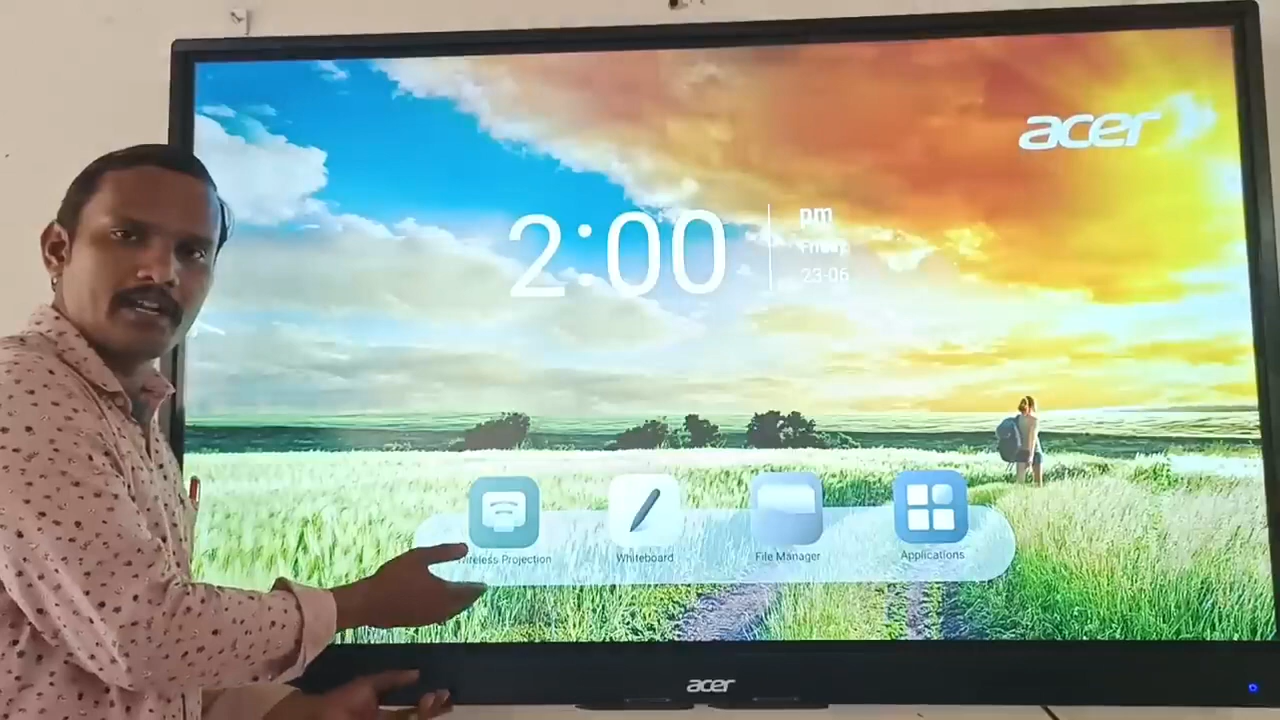 acer
2:00
pm
Friday
23-06
Wireless Projection
Whiteboard
File Manager
Applications
acer